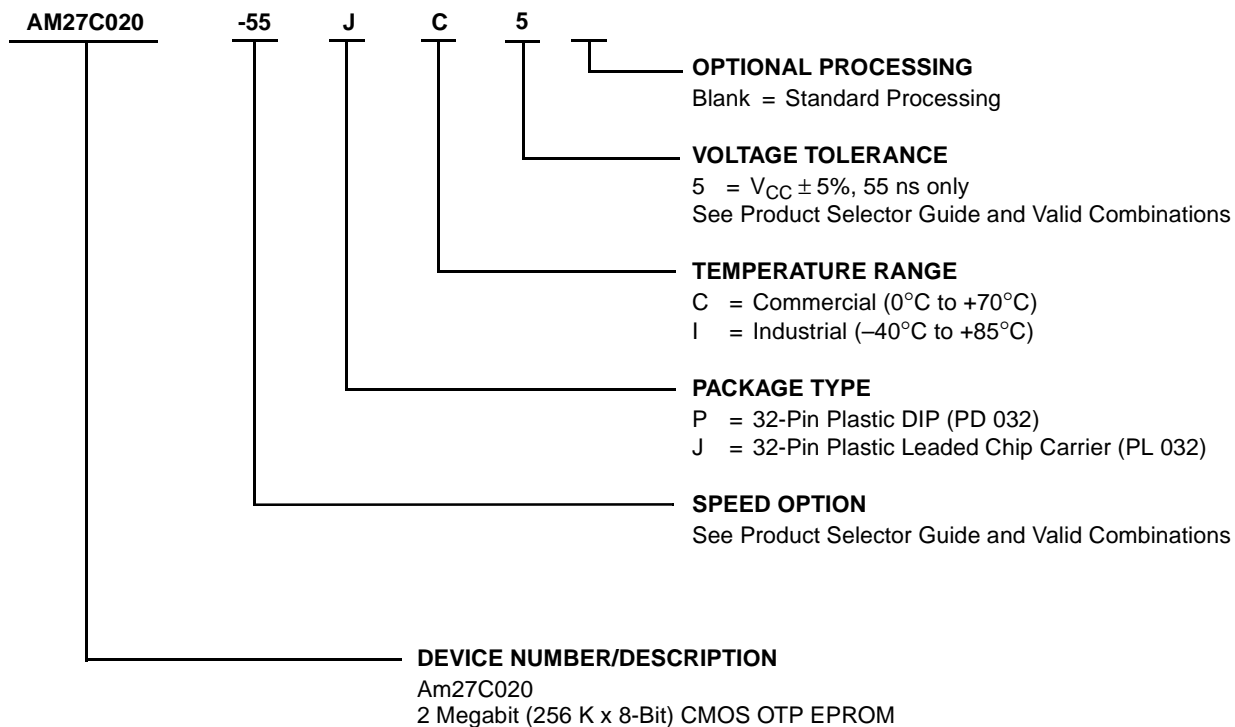 AM27C020 -55 J C 5
OPTIONAL PROCESSING
Blank = Standard Processing
VOLTAGE TOLERANCE
5 = VCC ± 5%, 55 ns only
See Product Selector Guide and Valid Combinations
TEMPERATURE RANGE
C = Commercial (0°C to +70°C)
I = Industrial (–40°C to +85°C)
PACKAGE TYPE
P = 32-Pin Plastic DIP (PD 032)
J = 32-Pin Plastic Leaded Chip Carrier (PL 032)
SPEED OPTION
See Product Selector Guide and Valid Combinations
DEVICE NUMBER/DESCRIPTION
Am27C020
2 Megabit (256 K x 8-Bit) CMOS OTP EPROM